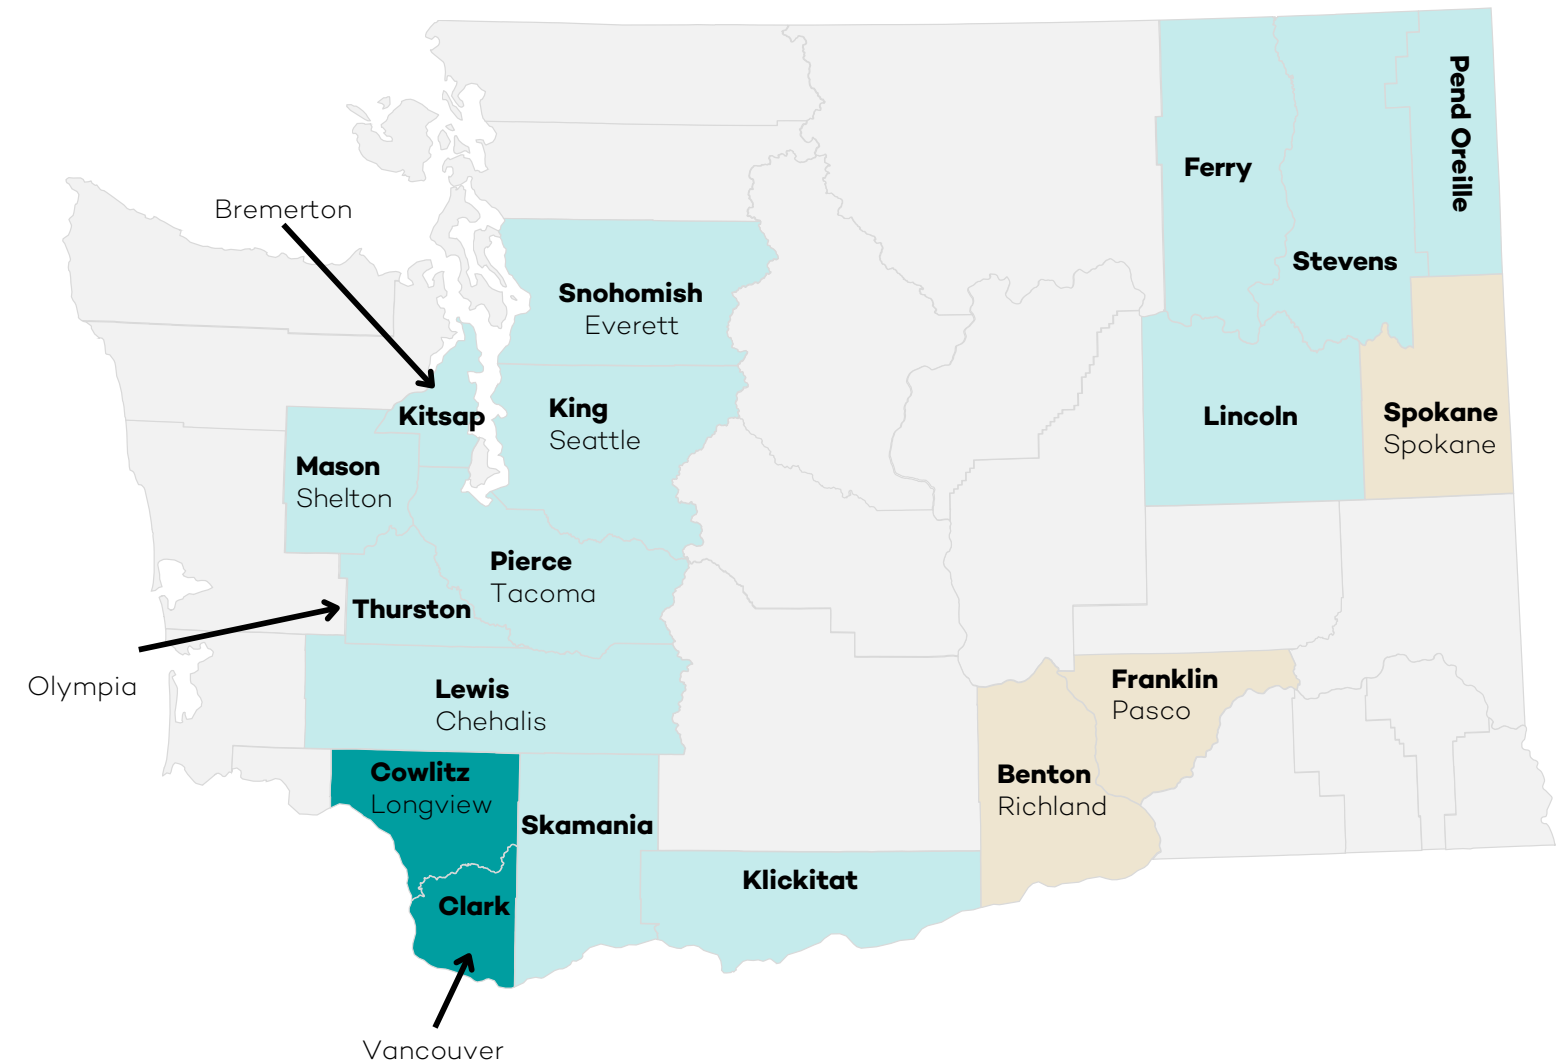 Pend Oreille
Ferry
Bremerton
Stevens
Snohomish
Everett
King
Seattle
Kitsap
Lincoln
Spokane
Spokane
Mason
Shelton
Pierce
Tacoma
Thurston
Olympia
Lewis
Chehalis
Franklin
Pasco
Cowlitz
Longview
Benton
Richland
Skamania
Klickitat
Clark
Vancouver